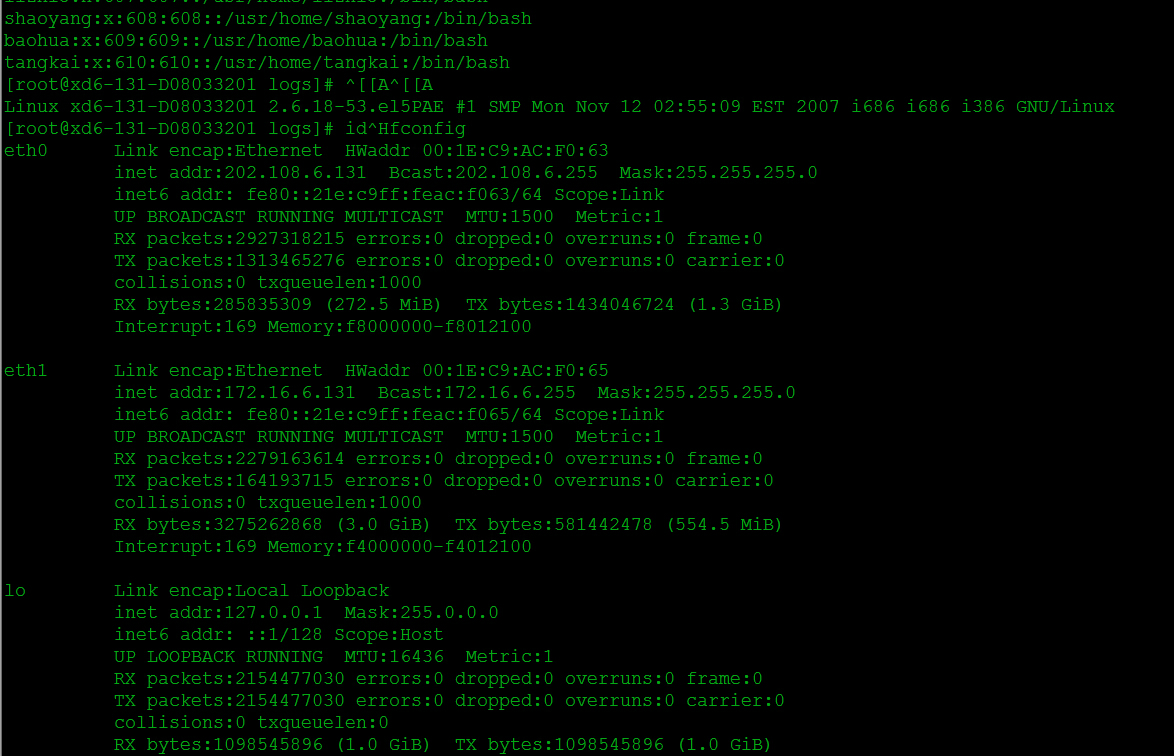 shaoyang:x:608:608::/usr/home/shaoyang:/bin/bash
baohua:x:609:609::/usr/home/baohua:/bin/bash
tangkai:x:610:610::/usr/home/tangkai:/bin/bash
[root@xd6-131-D08033201 logs]# ^[[A^[[A
Linux xd6-131-D08033201 2.6.18-53.el5PAE #1 SMP Mon Nov 12 02:55:09 EST 2007 i686 i686 i386 GNU/Linux
[root@xd6-131-D08033201 logs]# id^Hfconfig
eth0      Link encap:Ethernet  HWaddr 00:1E:C9:AC:F0:63
          inet addr:202.108.6.131  Bcast:202.108.6.255  Mask:255.255.255.0
          inet6 addr: fe80::21e:c9ff:feac:f063/64 Scope:Link
          UP BROADCAST RUNNING MULTICAST  MTU:1500  Metric:1
          RX packets:2927318215 errors:0 dropped:0 overruns:0 frame:0
          TX packets:1313465276 errors:0 dropped:0 overruns:0 carrier:0
          collisions:0 txqueuelen:1000
          RX bytes:285835309 (272.5 MiB)  TX bytes:1434046724 (1.3 GiB)
          Interrupt:169 Memory:f8000000-f8012100

eth1      Link encap:Ethernet  HWaddr 00:1E:C9:AC:F0:65
          inet addr:172.16.6.131  Bcast:172.16.6.255  Mask:255.255.255.0
          inet6 addr: fe80::21e:c9ff:feac:f065/64 Scope:Link
          UP BROADCAST RUNNING MULTICAST  MTU:1500  Metric:1
          RX packets:2279163614 errors:0 dropped:0 overruns:0 frame:0
          TX packets:164193715 errors:0 dropped:0 overruns:0 carrier:0
          collisions:0 txqueuelen:1000
          RX bytes:3275262868 (3.0 GiB)  TX bytes:581442478 (554.5 MiB)
          Interrupt:169 Memory:f4000000-f4012100

lo        Link encap:Local Loopback
          inet addr:127.0.0.1  Mask:255.0.0.0
          inet6 addr: ::1/128 Scope:Host
          UP LOOPBACK RUNNING  MTU:16436  Metric:1
          RX packets:2154477030 errors:0 dropped:0 overruns:0 frame:0
          TX packets:2154477030 errors:0 dropped:0 overruns:0 carrier:0
          collisions:0 txqueuelen:0
          RX bytes:1098545896 (1.0 GiB)  TX bytes:1098545896 (1.0 GiB)